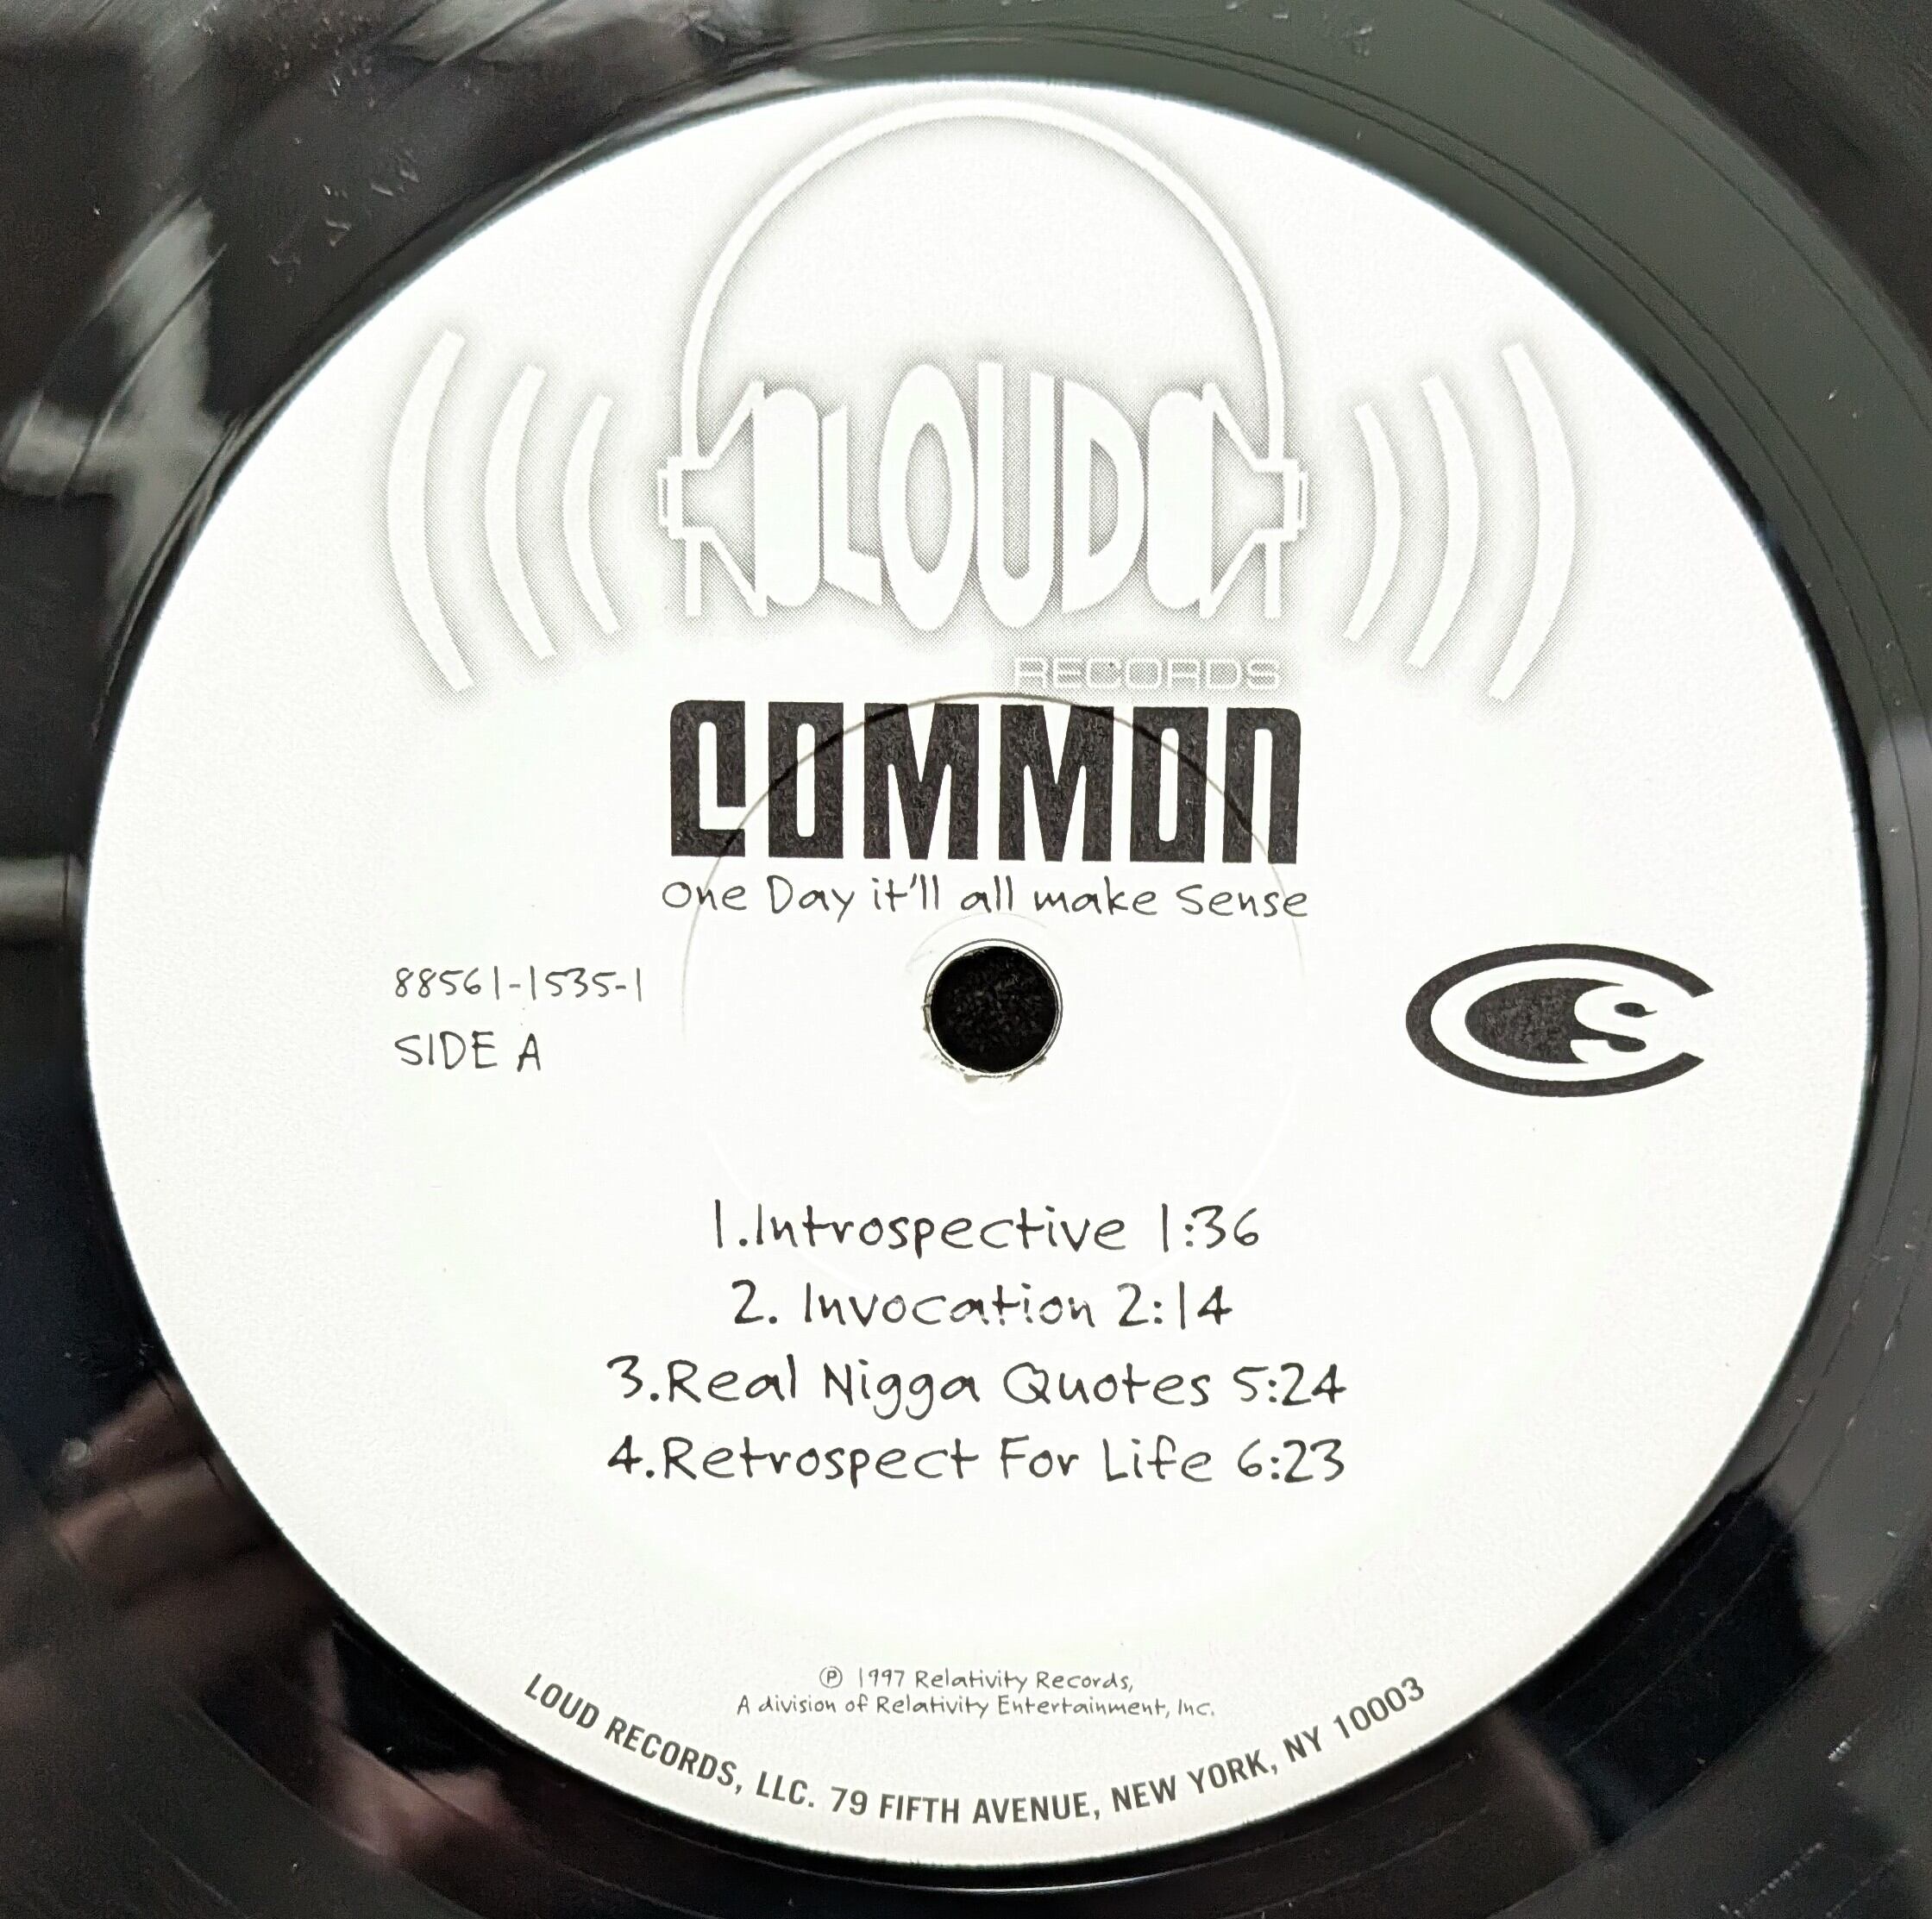 LOUD
RECORDS
COMMON
One Day it'll all make Sense
88561-1535-1
SIDE A
CS
1.Introspective 1:36
2. Invocation 2:14
3.Real Nigga Quotes 5:24
4.Retrospect For Life 6:23
℗ 1997 Relativity Records,
A division of Relativity Entertainment, Inc.
LOUD RECORDS, LLC. 79 FIFTH AVENUE, NEW YORK, NY 10003